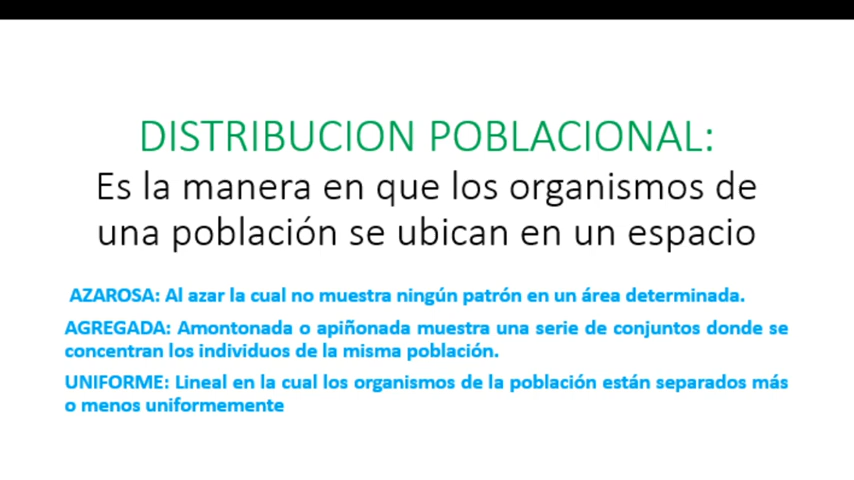 DISTRIBUCION POBLACIONAL:
Es la manera en que los organismos de
una población se ubican en un espacio
AZAROSA: Al azar la cual no muestra ningún patrón en un área determinada.
AGREGADA: Amontonada o apiñonada muestra una serie de conjuntos donde se
concentran los individuos de la misma población.
UNIFORME: Lineal en la cual los organismos de la población están separados más
o menos uniformemente